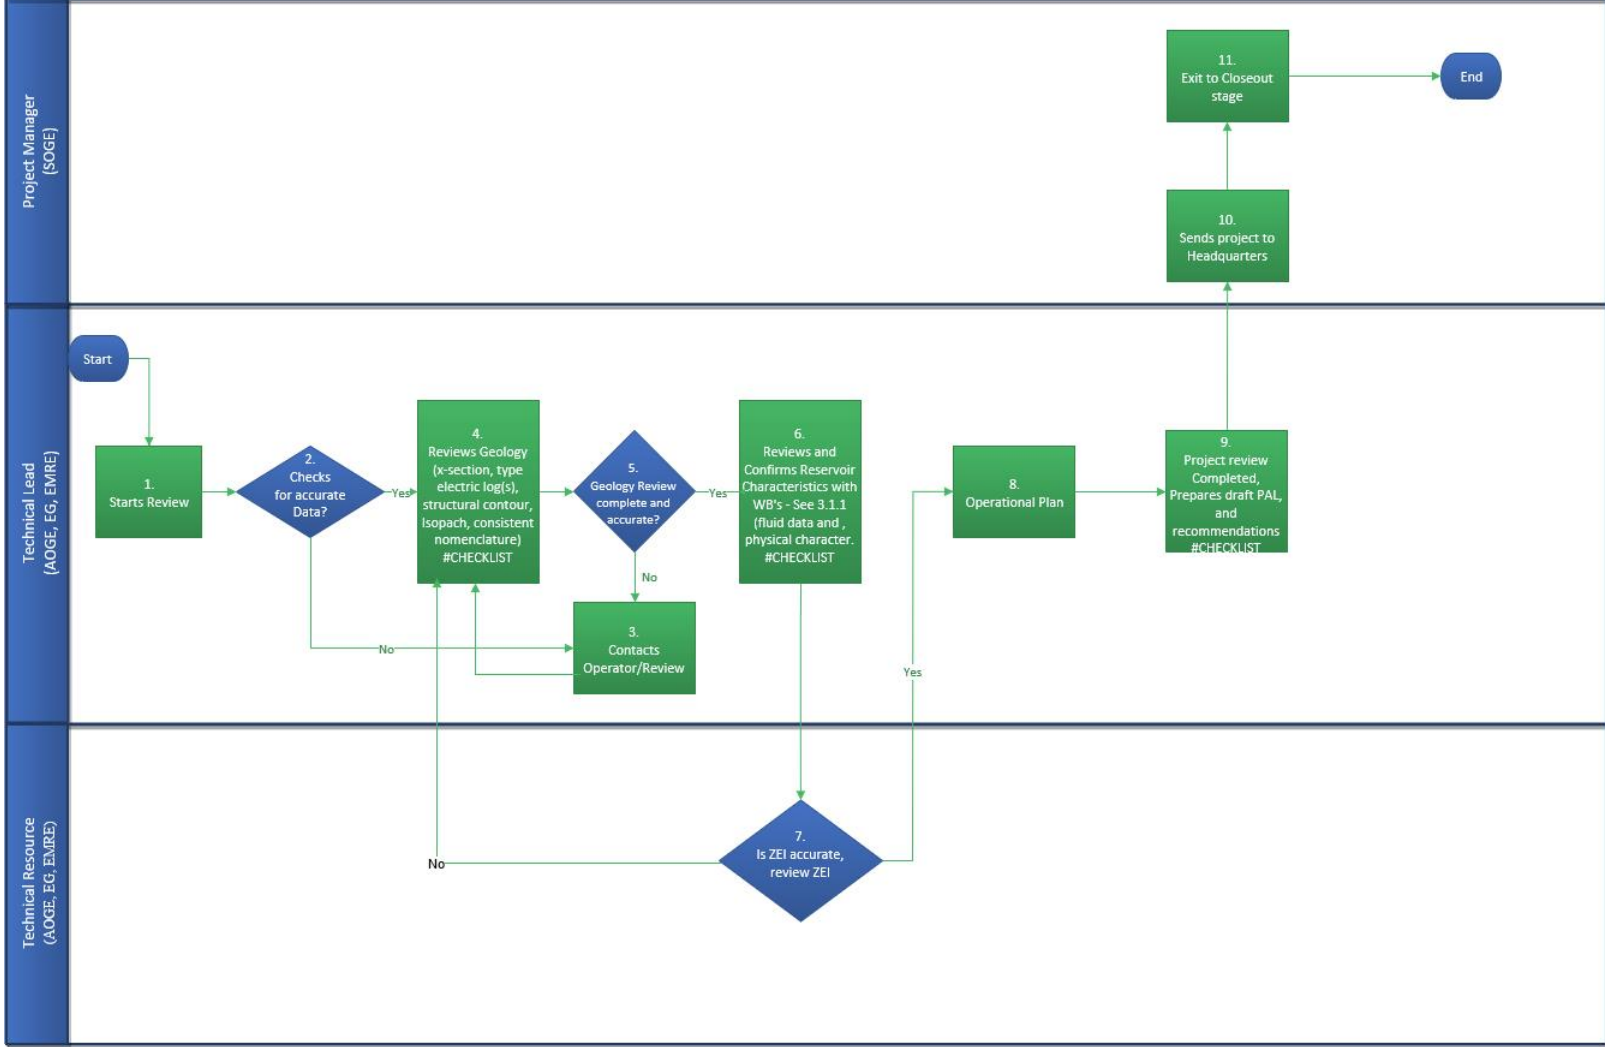 Project Manager
(SOGE)
11.
Exit to Closeout
stage
End
10.
Sends project to
Headquarters
Technical Lead
(AOGE, EG, EMRE)
Start
1.
Starts Review
2.
Checks
for accurate
Data?
Yes
No
4.
Reviews Geology
(x-section, type
electric log(s),
structural contour,
Isopach, consistent
nomenclature)
#CHECKLIST
5.
Geology Review
complete and
accurate?
Yes
No
3.
Contacts
Operator/Review
6.
Reviews and
Confirms Reservoir
Characteristics with
WB's - See 3.1.1
(fluid data and ,
physical character.
#CHECKLIST
8.
Operational Plan
9.
Project review
Completed,
Prepares draft PAL,
and
recommendations
#CHECKLIST
Yes
Technical Resource
(AOGE, EG, EMRE)
7.
Is ZEI accurate,
review ZEI
No